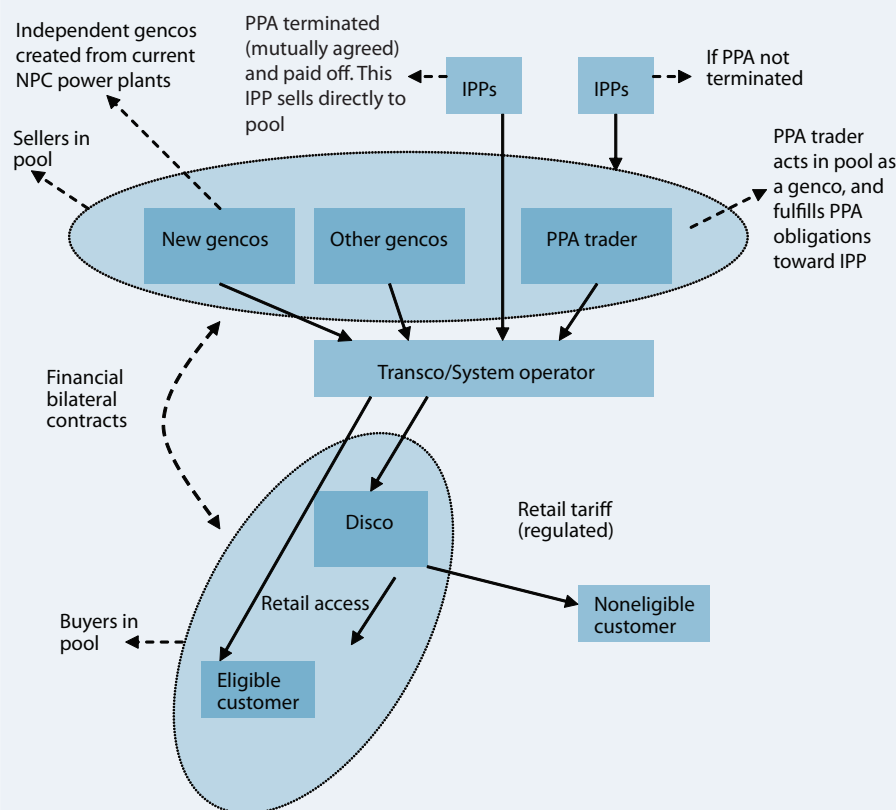 Independent gencos
created from current
NPC power plants
PPA terminated
(mutually agreed)
and paid off. This
IPP sells directly to
pool
IPPs
IPPs
If PPA not
terminated
Sellers in
pool
PPA trader
acts in pool as
a genco, and
fulfills PPA
obligations
toward IPP
New gencos
Other gencos
PPA trader
Transco/System operator
Financial
bilateral
contracts
Disco
Retail tariff
(regulated)
Retail access
Noneligible
customer
Buyers in
pool
Eligible
customer